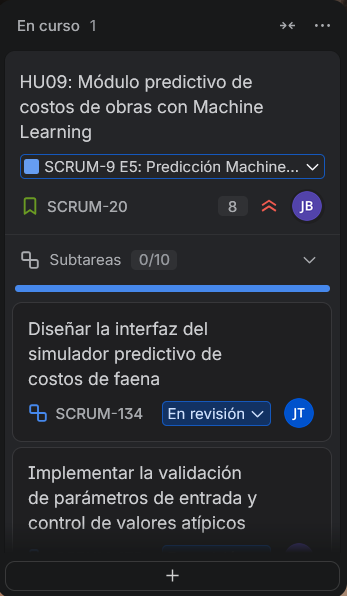 En curso 1
HU09: Módulo predictivo de
costos de obras con Machine
Learning
SCRUM-9 E5: Predicción Machine...
SCRUM-20 8 JB
Subtareas 0/10
Diseñar la interfaz del
simulador predictivo de
costos de faena
SCRUM-134 En revisión JT
Implementar la validación
de parámetros de entrada y
control de valores atípicos